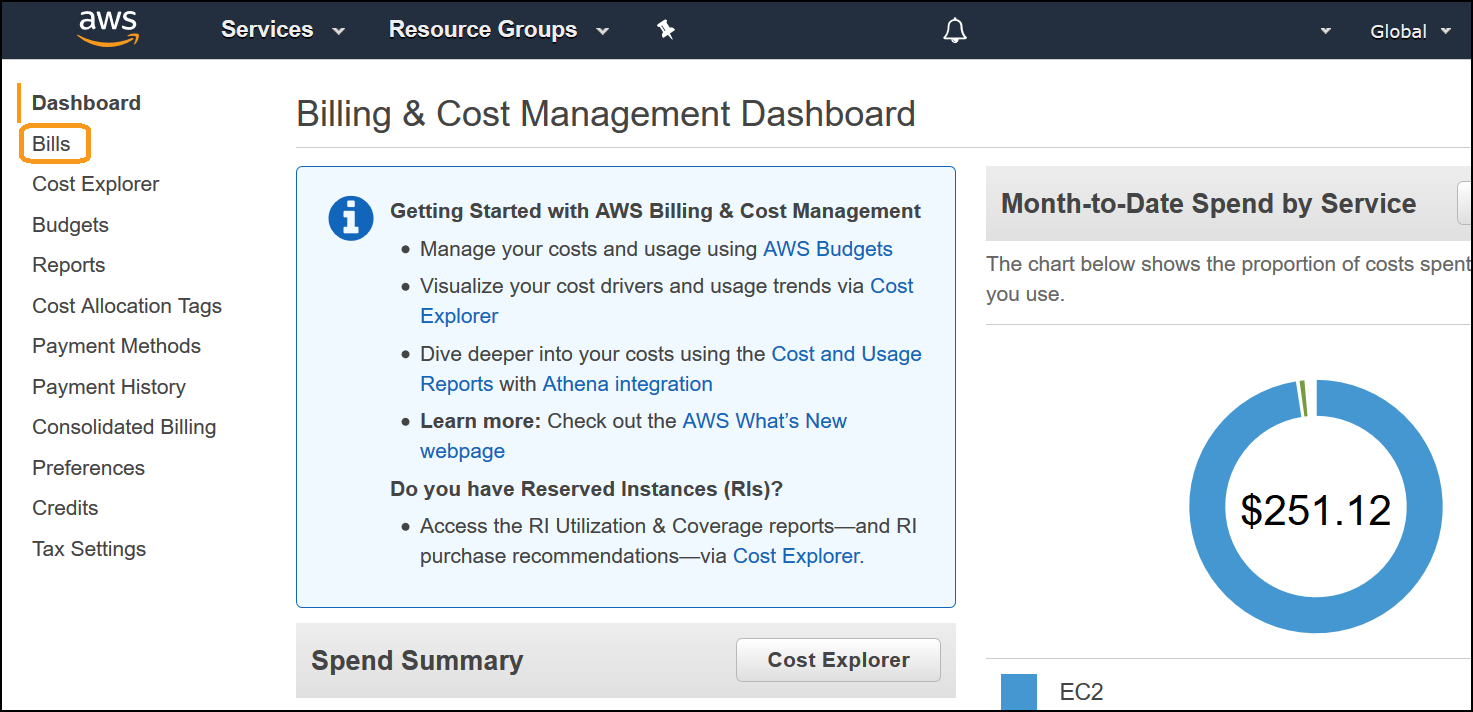 aws Services Resource Groups Global
Dashboard
Bills
Cost Explorer
Budgets
Reports
Cost Allocation Tags
Payment Methods
Payment History
Consolidated Billing
Preferences
Credits
Tax Settings
Billing & Cost Management Dashboard
Getting Started with AWS Billing & Cost Management
• Manage your costs and usage using AWS Budgets
• Visualize your cost drivers and usage trends via Cost
Explorer
• Dive deeper into your costs using the Cost and Usage
Reports with Athena integration
• Learn more: Check out the AWS What’s New
webpage
Do you have Reserved Instances (RIs)?
• Access the RI Utilization & Coverage reports—and RI
purchase recommendations—via Cost Explorer.
Spend Summary
Cost Explorer
Month-to-Date Spend by Service
The chart below shows the proportion of costs spent
you use.
$251.12
EC2